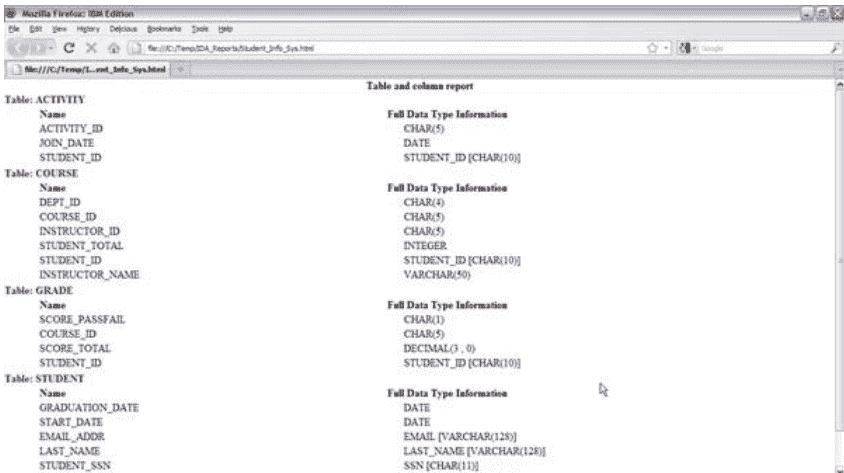 Mozilla Firefox: IBM Edition
File Edit View History Delicious Bookmarks Tools Help
file:///C:/Temp/IDA_Reports/Student_Info_Sys.html
Google
file:///C:/Temp/I...ent_Info_Sys.html
Table and column report
Table: ACTIVITY
Name Full Data Type Information
ACTIVITY_ID CHAR(5)
JOIN_DATE DATE
STUDENT_ID STUDENT_ID [CHAR(10)]
Table: COURSE
Name Full Data Type Information
DEPT_ID CHAR(4)
COURSE_ID CHAR(5)
INSTRUCTOR_ID CHAR(5)
STUDENT_TOTAL INTEGER
STUDENT_ID STUDENT_ID [CHAR(10)]
INSTRUCTOR_NAME VARCHAR(50)
Table: GRADE
Name Full Data Type Information
SCORE_PASSFAIL CHAR(1)
COURSE_ID CHAR(5)
SCORE_TOTAL DECIMAL(3 , 0)
STUDENT_ID STUDENT_ID [CHAR(10)]
Table: STUDENT
Name Full Data Type Information
GRADUATION_DATE DATE
START_DATE DATE
EMAIL_ADDR EMAIL [VARCHAR(128)]
LAST_NAME LAST_NAME [VARCHAR(128)]
STUDENT_SSN SSN [CHAR(11)]